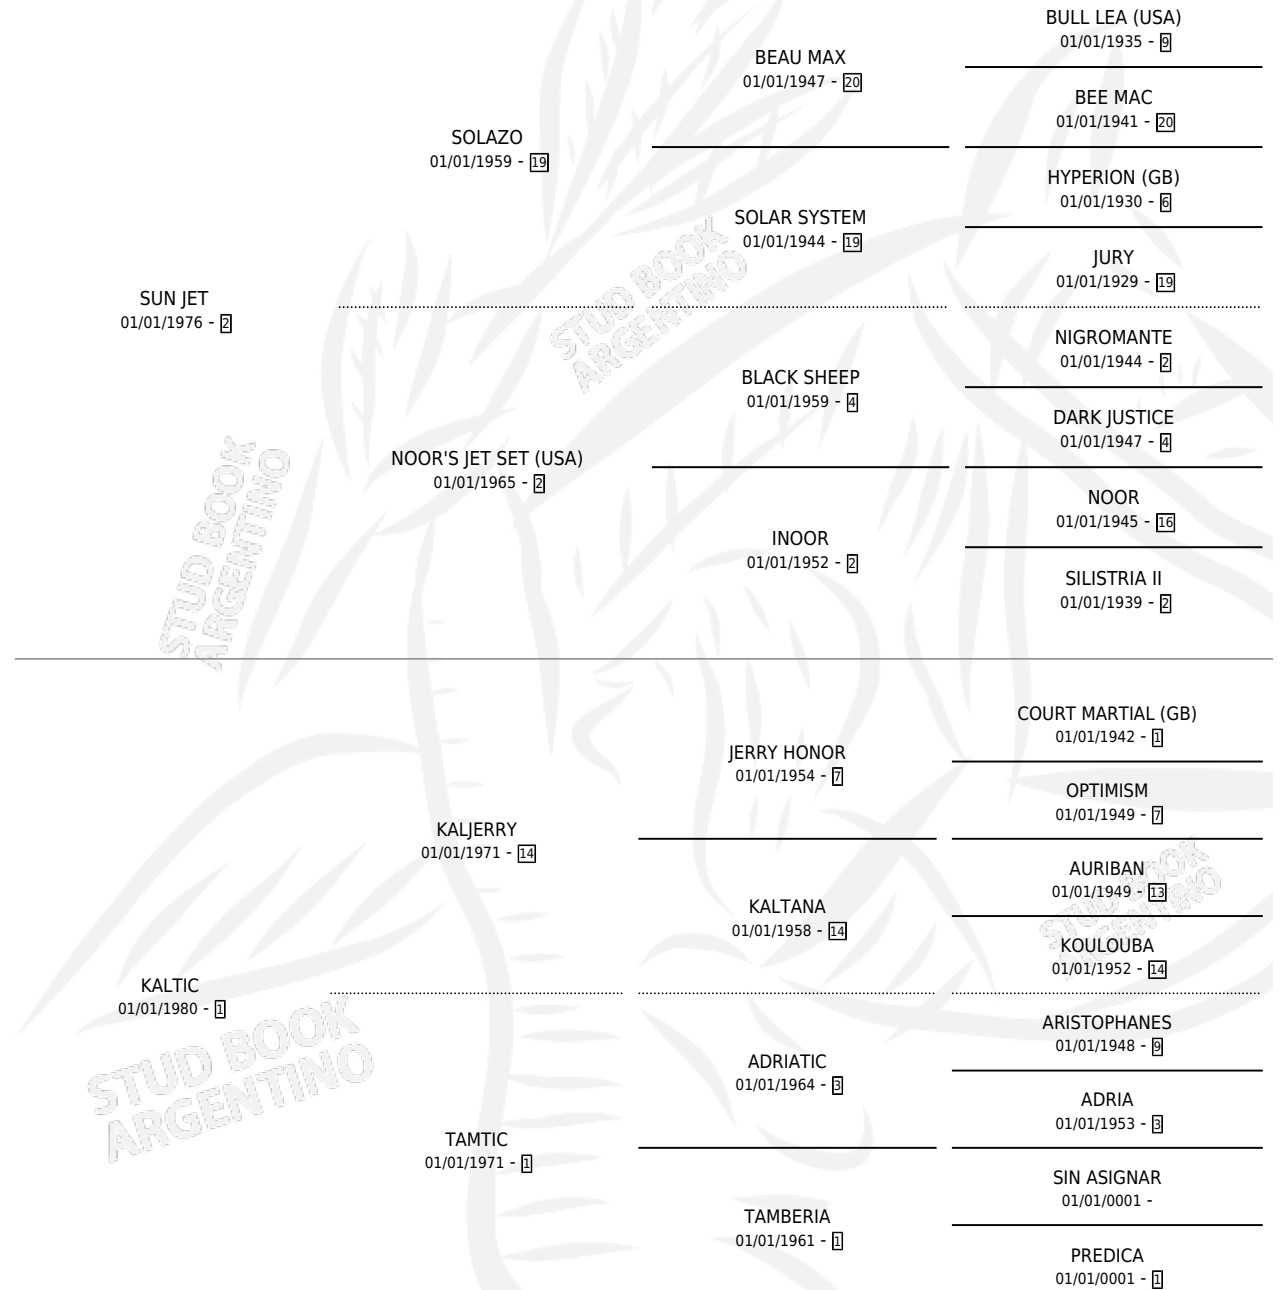 BULL LEA (USA)
01/01/1935 - 9
BEAU MAX
01/01/1947 - 20
BEE MAC
01/01/1941 - 20
SOLAZO
01/01/1959 - 19
HYPERION (GB)
01/01/1930 - 6
SOLAR SYSTEM
01/01/1944 - 19
JURY
01/01/1929 - 19
SUN JET
01/01/1976 - 2
STUD BOOK
ARGENTINO
NIGROMANTE
01/01/1944 - 2
BLACK SHEEP
01/01/1959 - 4
DARK JUSTICE
01/01/1947 - 4
NOOR'S JET SET (USA)
01/01/1965 - 2
NOOR
01/01/1945 - 16
INOOR
01/01/1952 - 2
SILISTRIA II
01/01/1939 - 2
STUD BOOK
ARGENTINO
COURT MARTIAL (GB)
01/01/1942 - 1
JERRY HONOR
01/01/1954 - 7
OPTIMISM
01/01/1949 - 7
KALJERRY
01/01/1971 - 14
AURIBAN
01/01/1949 - 13
KALTANA
01/01/1958 - 14
KOULOUBA
01/01/1952 - 14
STUD BOOK
ARGENTINO
KALTIC
01/01/1980 - 1
ARISTOPHANES
01/01/1948 - 9
ADRIATIC
01/01/1964 - 3
ADRIA
01/01/1953 - 3
STUD BOOK
ARGENTINO
TAMTIC
01/01/1971 - 1
SIN ASIGNAR
01/01/0001 -
TAMBERIA
01/01/1961 - 1
PREDICA
01/01/0001 - 1